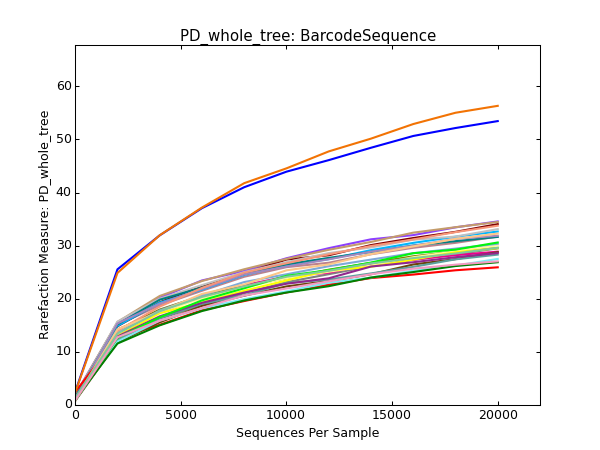 PD_whole_tree: BarcodeSequence
Rarefaction Measure: PD_whole_tree
60
50
40
30
20
10
0
0 5000 10000 15000 20000
Sequences Per Sample